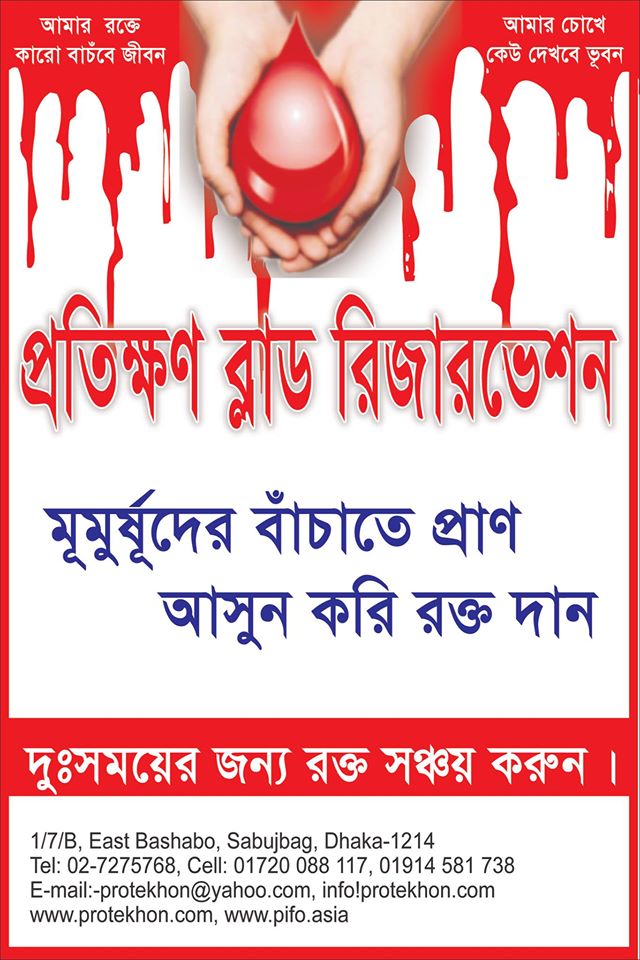 আমার রক্তে
কারো বাচঁবে জীবন
আমার চোখে
কেউ দেখবে ভূবন
প্রতিক্ষণ ব্লাড রিজারভেশন
মূমুর্ষূদের বাঁচাতে প্রাণ
আসুন করি রক্ত দান
দুঃসময়ের জন্য রক্ত সঞ্চয় করুন ।
1/7/B, East Bashabo, Sabujbag, Dhaka-1214
Tel: 02-7275768, Cell: 01720 088 117, 01914 581 738
E-mail:-protekhon@yahoo.com, info!protekhon.com
www.protekhon.com, www.pifo.asia